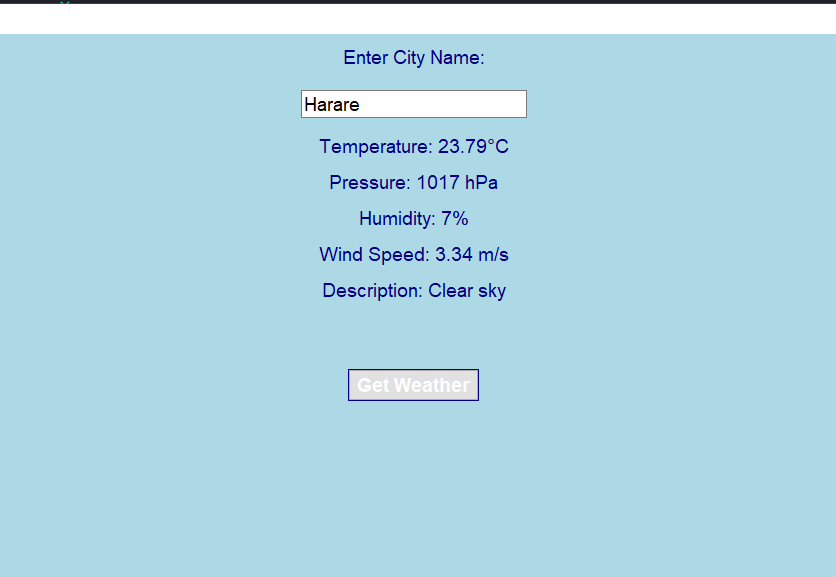 Enter City Name:
Harare
Temperature: 23.79°C
Pressure: 1017 hPa
Humidity: 7%
Wind Speed: 3.34 m/s
Description: Clear sky
Get Weather